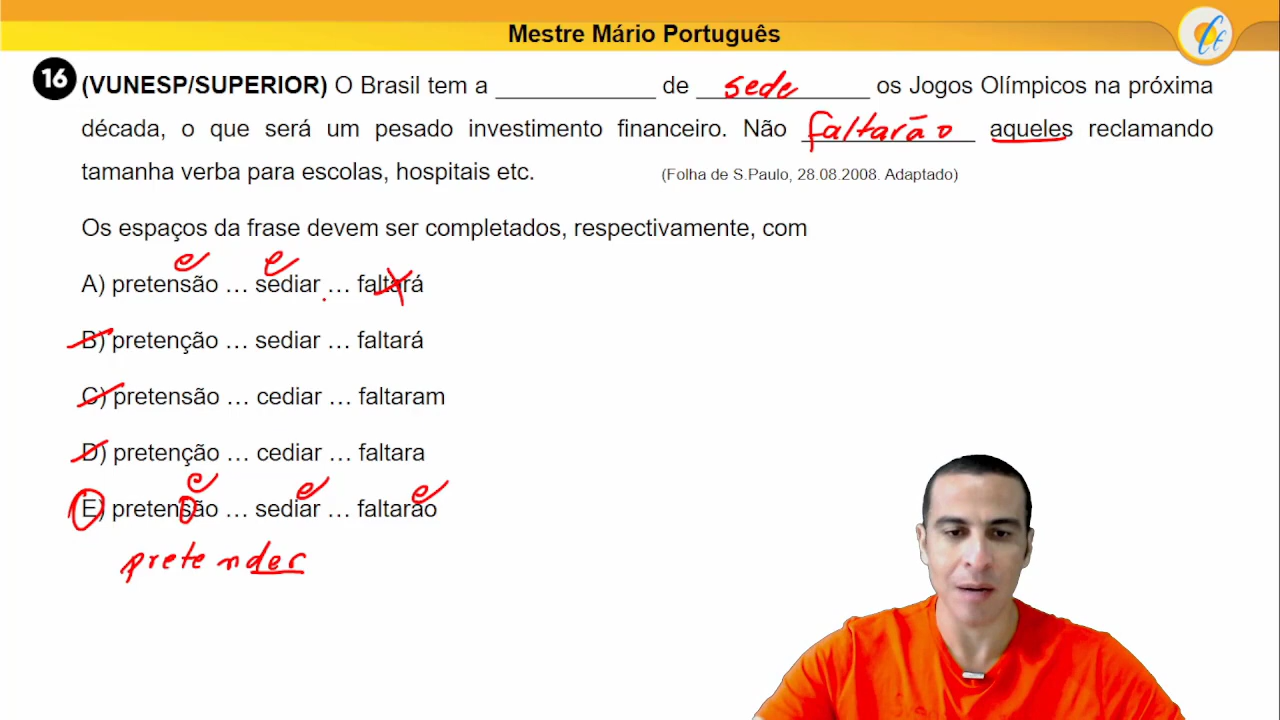 Mestre Mário Português
16 (VUNESP/SUPERIOR) O Brasil tem a ____________ de sede os Jogos Olímpicos na próxima
década, o que será um pesado investimento financeiro. Não faltarão aqueles reclamando
tamanha verba para escolas, hospitais etc. (Folha de S.Paulo, 28.08.2008. Adaptado)
Os espaços da frase devem ser completados, respectivamente, com
A) pretensão … sediar … faltará
B) pretenção … sediar … faltará
C) pretensão … cediar … faltaram
D) pretenção … cediar … faltara
E) pretensão … sediar … faltarão
pretender